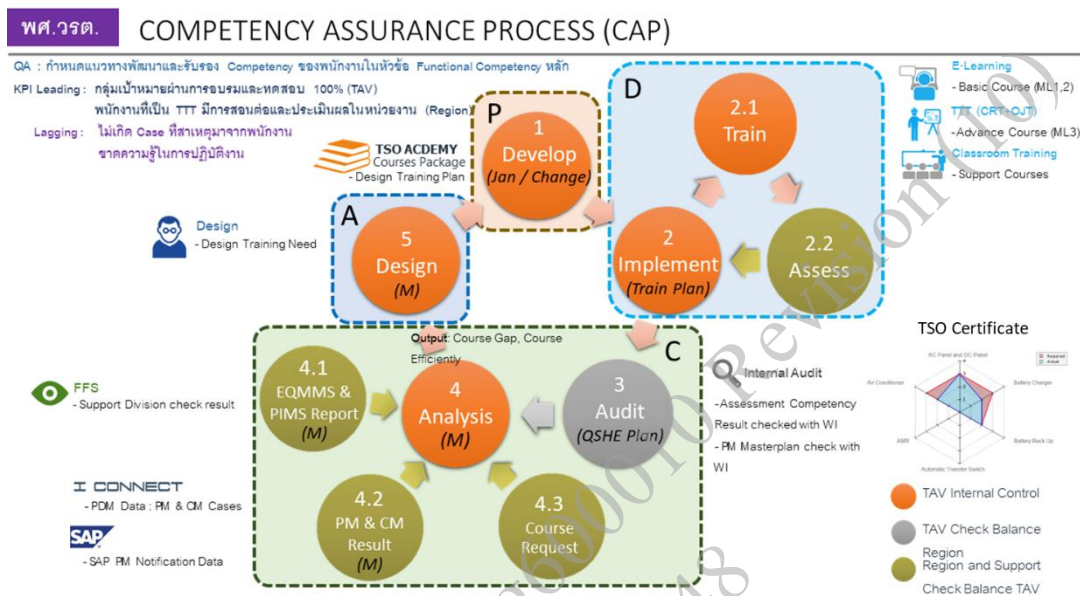 พศ.วรต.
COMPETENCY ASSURANCE PROCESS (CAP)
QA : กำหนดแนวทางพัฒนาและรับรอง Competency ของพนักงานในหัวข้อ Functional Competency หลัก
KPI Leading : กลุ่มเป้าหมายผ่านการอบรมและทดสอบ 100% (TAV)
พนักงานที่เป็น TTT มีการสอนต่อและประเมินผลในหน่วยงาน (Region)
Lagging : ไม่เกิด Case ที่สาเหตุมาจากพนักงาน
ขาดความรู้ในการปฏิบัติงาน
TSO ACDEMY
Courses Package
- Design Training Plan
P
1
Develop
(Jan / Change)
D
2.1
Train
2
Implement
(Train Plan)
2.2
Assess
E-Learning
- Basic Course (ML1,2)
TTT (CRT+OJT)
-Advance Course (ML3)
Classroom Training
- Support Courses
A
5
Design
(M)
Design
- Design Training Need
Output: Course Gap, Course
Efficiently
C
4.1
EQMMS &
PIMS Report
(M)
4
Analysis
(M)
3
Audit
(QSHE Plan)
4.2
PM & CM
Result
(M)
4.3
Course
Request
FFS
- Support Division check result
I CONNECT
- PDM Data : PM & CM Cases
SAP
-SAP PM Notification Data
Internal Audit
-Assessment Competency
Result checked with WI
- PM Masterplan check with
WI
TSO Certificate
AC Panel and DC Panel
Required
Actual
Air Conditioner
Battery Charger
AMR
Battery Back Up
Automatic Transfer Switch
4
3
2
1
TAV Internal Control
TAV Check Balance
Region
Region and Support
Check Balance TAV